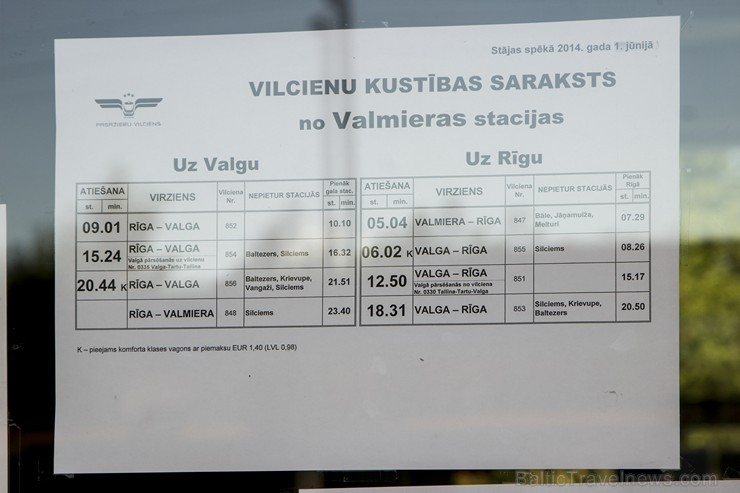 Stājas spēkā 2014. gada 1. jūnijā
PASAŽIERU VILCIENS
VILCIENU KUSTĪBAS SARAKSTS
no Valmieras stacijas
Uz Valgu
ATIEŠANA VIRZIENS Vilciena Nr. NEPIETUR STACIJĀS Pienāk gala stac.
st. min. st. min.
09.01 RĪGA – VALGA 852 10.10
15.24 RĪGA – VALGA 854 Baltezers, Silciems 16.32
Valgā pārsēšanās uz vilcienu
Nr. 0335 Valga-Tartu-Tallina
20.44 K RĪGA – VALGA 856 Baltezers, Krievupe, 21.51
Vangaži, Silciems
RĪGA – VALMIERA 848 Silciems 23.40
Uz Rīgu
ATIEŠANA VIRZIENS Vilciena Nr. NEPIETUR STACIJĀS Pienāk Rīgā
st. min. st. min.
05.04 VALMIERA – RĪGA 847 Bāle, Jāņamuiža, 07.29
Melturi
06.02 K VALGA – RĪGA 855 Silciems 08.26
12.50 VALGA – RĪGA 851 15.17
Valgā pārsēšanās no vilciena
Nr. 0330 Tallina-Tartu-Valga
18.31 VALGA – RĪGA 853 Silciems, Krievupe, 20.50
Baltezers
K – pieejams komforta klases vagons ar piemaksu EUR 1,40 (LVL 0,98)
BalticTravelnews.com